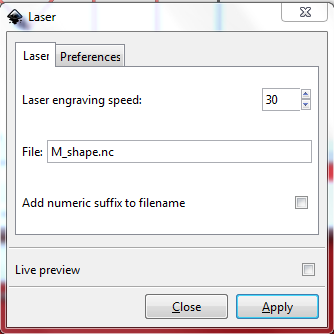 Laser
Laser Preferences
Laser engraving speed: 30
File: M_shape.nc
Add numeric suffix to filename
Live preview
Close Apply